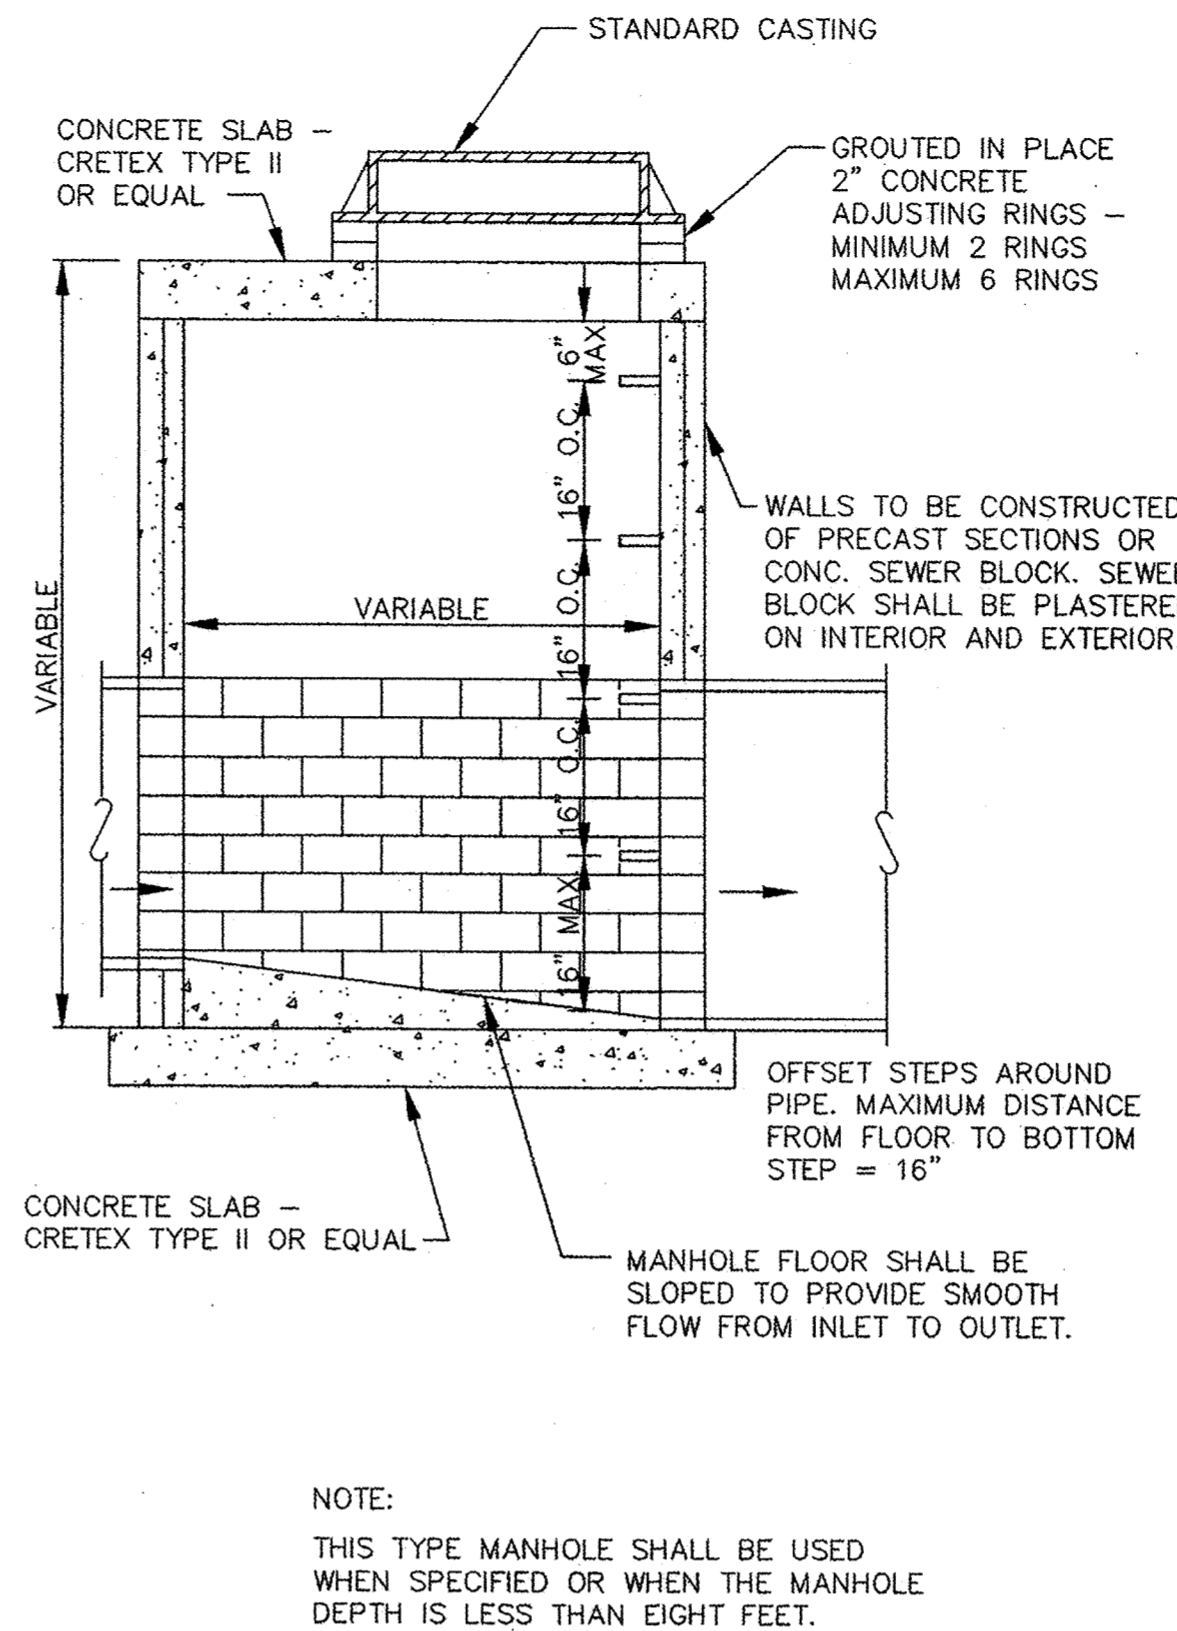 STANDARD CASTING
CONCRETE SLAB –
CRETEX TYPE II
OR EQUAL
GROUTED IN PLACE
2" CONCRETE
ADJUSTING RINGS –
MINIMUM 2 RINGS
MAXIMUM 6 RINGS
6"
MAX
16" O.C.
16" O.C.
16" O.C.
16" MAX.
VARIABLE
VARIABLE
WALLS TO BE CONSTRUCTED
OF PRECAST SECTIONS OR
CONC. SEWER BLOCK. SEWER
BLOCK SHALL BE PLASTERE
ON INTERIOR AND EXTERIOR.
OFFSET STEPS AROUND
PIPE. MAXIMUM DISTANCE
FROM FLOOR TO BOTTOM
STEP = 16"
CONCRETE SLAB –
CRETEX TYPE II OR EQUAL
MANHOLE FLOOR SHALL BE
SLOPED TO PROVIDE SMOOTH
FLOW FROM INLET TO OUTLET.
NOTE:
THIS TYPE MANHOLE SHALL BE USED
WHEN SPECIFIED OR WHEN THE MANHOLE
DEPTH IS LESS THAN EIGHT FEET.